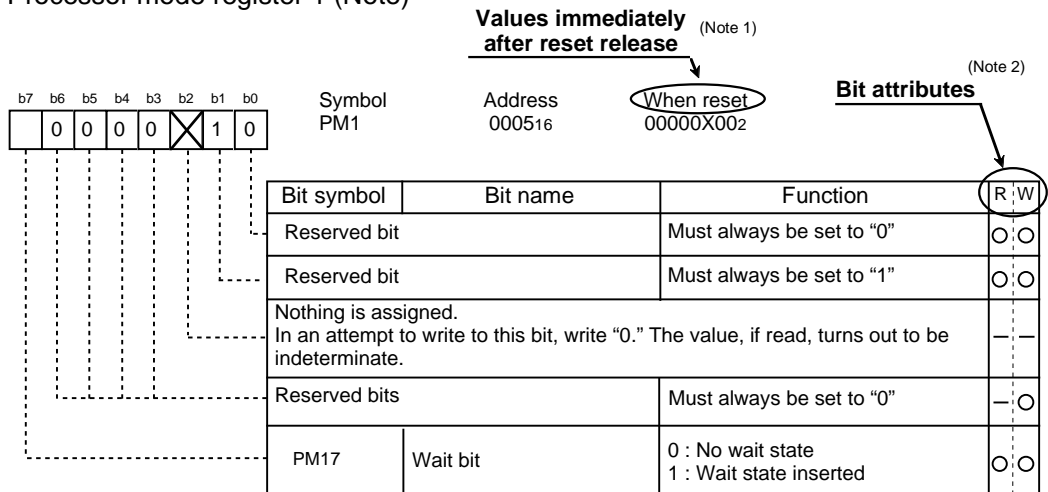 Processor mode register 1 (Note)
Values immediately after reset release (Note 1)
(Note 2)
Bit attributes
b7 b6 b5 b4 b3 b2 b1 b0
0 0 0 0 X 1 0
Symbol Address When reset
PM1 000516 00000X002
Bit symbol Bit name Function R W
Reserved bit Must always be set to “0” O O
Reserved bit Must always be set to “1” O O
Nothing is assigned.
In an attempt to write to this bit, write “0.” The value, if read, turns out to be
indeterminate. – –
Reserved bits Must always be set to “0” – O
PM17 Wait bit 0 : No wait state
1 : Wait state inserted O O